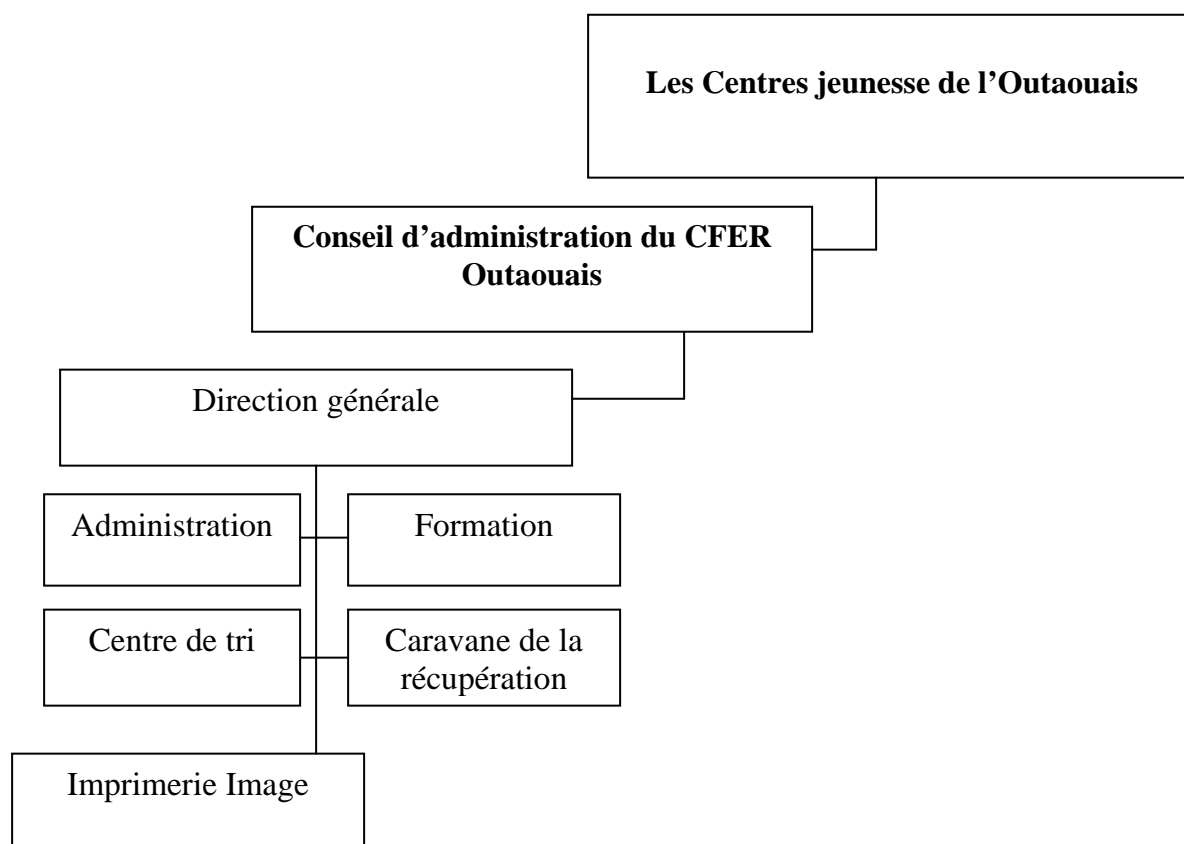 Les Centres jeunesse de l’Outaouais
Conseil d’administration du CFER
Outaouais
Direction générale
Administration
Formation
Centre de tri
Caravane de la
récupération
Imprimerie Image